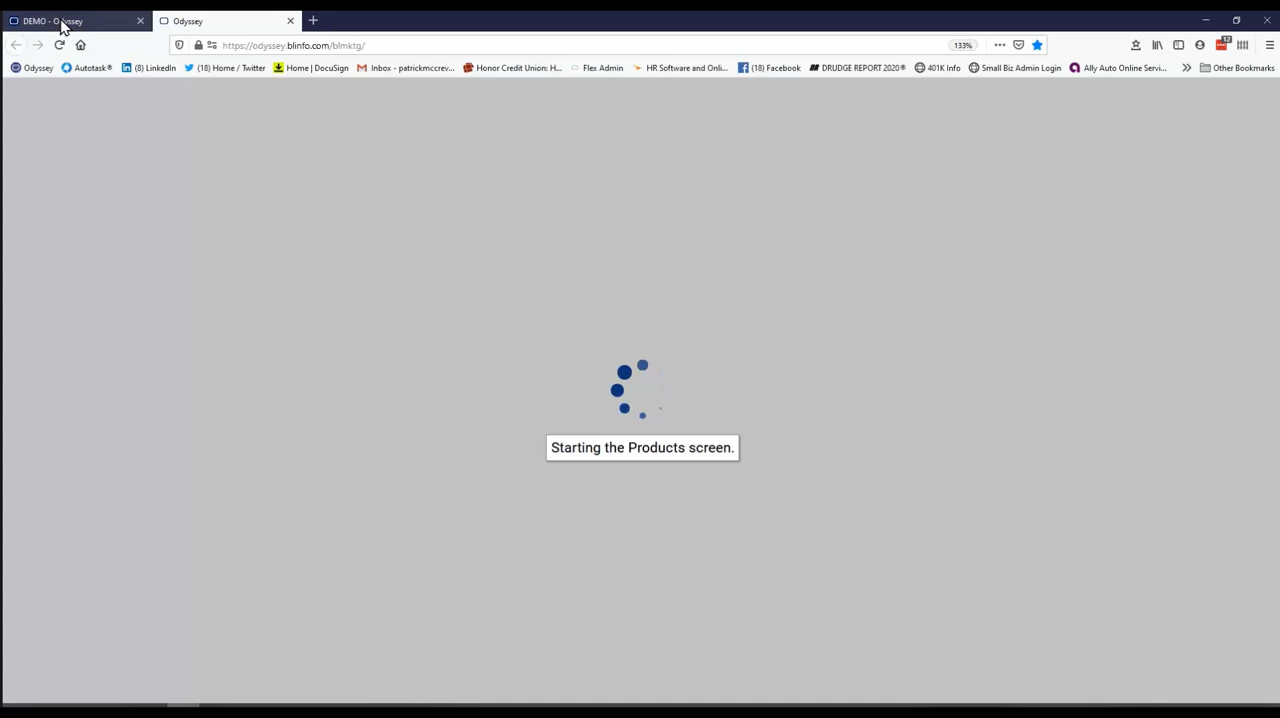 DEMO - Odyssey
Odyssey
https://odyssey.blinfo.com/blmktg/
133%
12
Odyssey
Autotask®
(8) LinkedIn
(18) Home / Twitter
Home | DocuSign
Inbox - patrickmccrev...
Honor Credit Union: H...
Flex Admin
HR Software and Onli...
(18) Facebook
DRUDGE REPORT 2020®
401K Info
Small Biz Admin Login
Ally Auto Online Servi...
Other Bookmarks
Starting the Products screen.